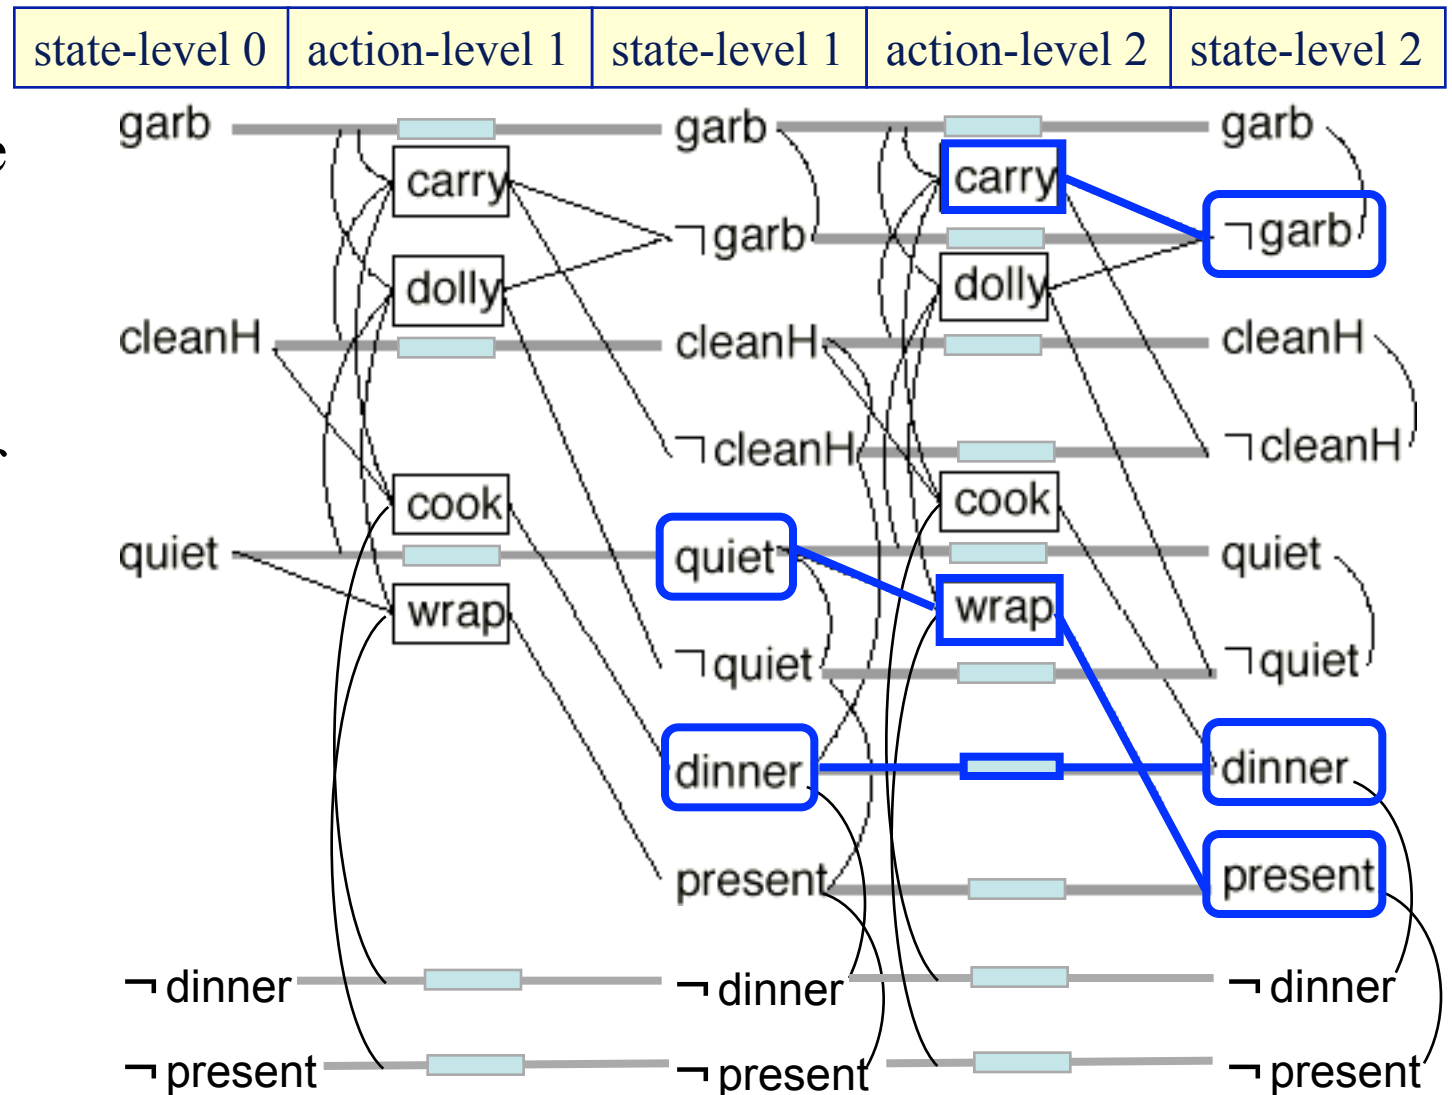 state-level 0 action-level 1 state-level 1 action-level 2 state-level 2
garb garb garb
e
carry carry
¬garb ¬garb
dolly dolly
cleanH cleanH cleanH
¬cleanH ¬cleanH
cook cook
quiet quiet quiet
wrap wrap
¬quiet ¬quiet
dinner dinner
present present
¬ dinner ¬ dinner ¬ dinner
¬ present ¬ present ¬ present